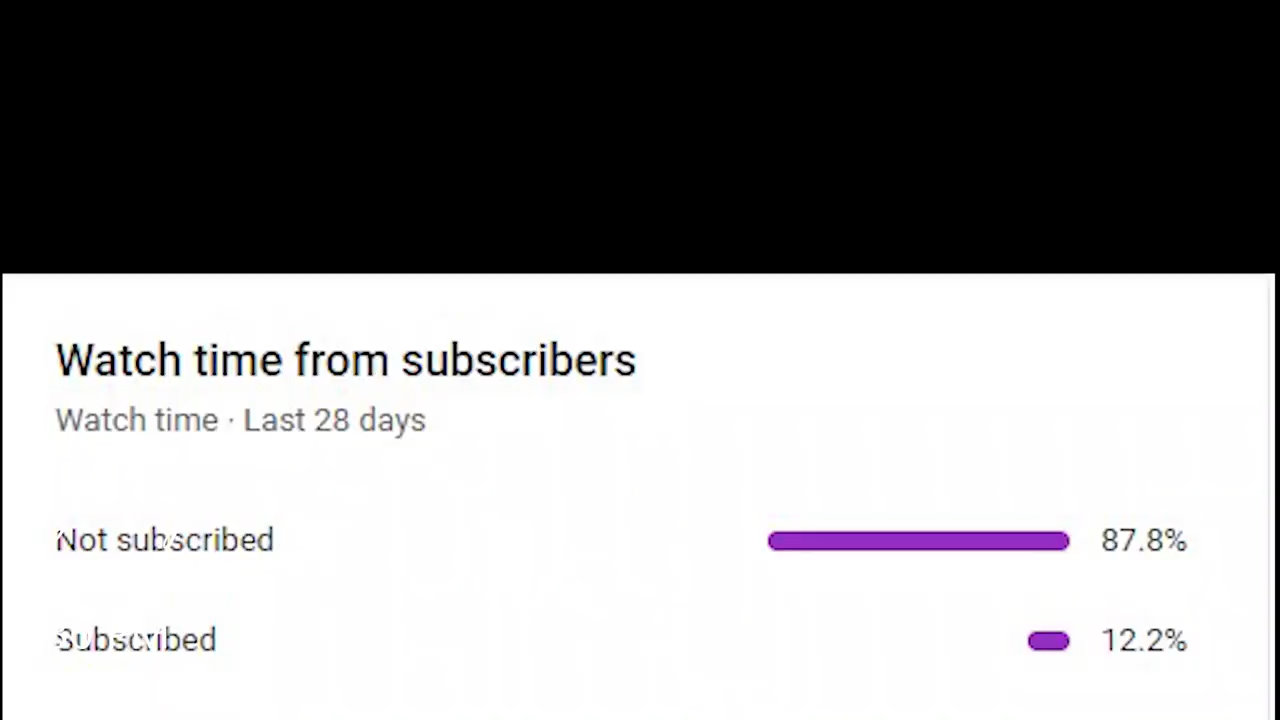 Watch time from subscribers
Watch time · Last 28 days
Not subscribed 87.8%
Subscribed 12.2%